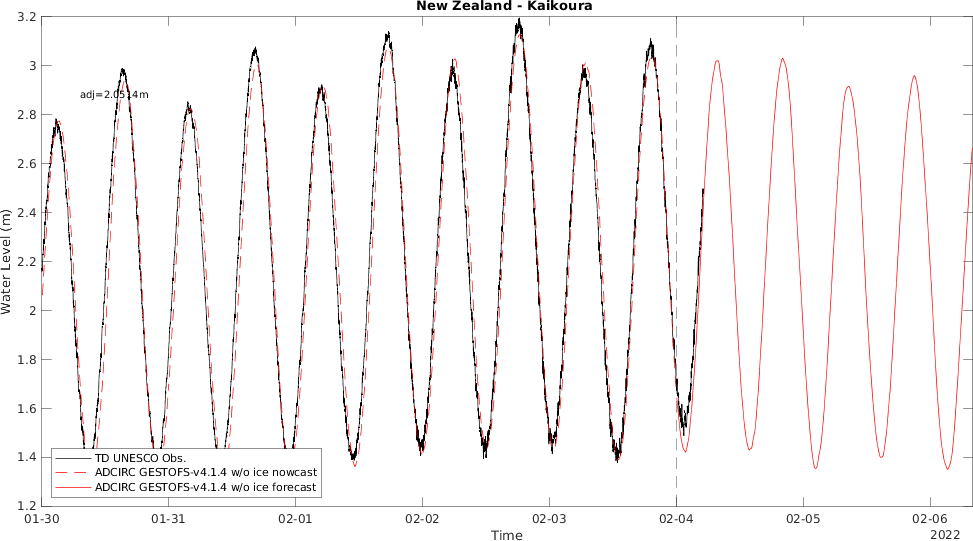 New Zealand - Kaikoura
3.2
3
2.8
2.6
2.4
2.2
2
1.8
1.6
1.4
1.2
Water Level (m)
adj=2.0514m
TD UNESCO Obs.
ADCIRC GESTOFS-v4.1.4 w/o ice nowcast
ADCIRC GESTOFS-v4.1.4 w/o ice forecast
01-30 01-31 02-01 02-02 02-03 02-04 02-05 02-06
Time
2022